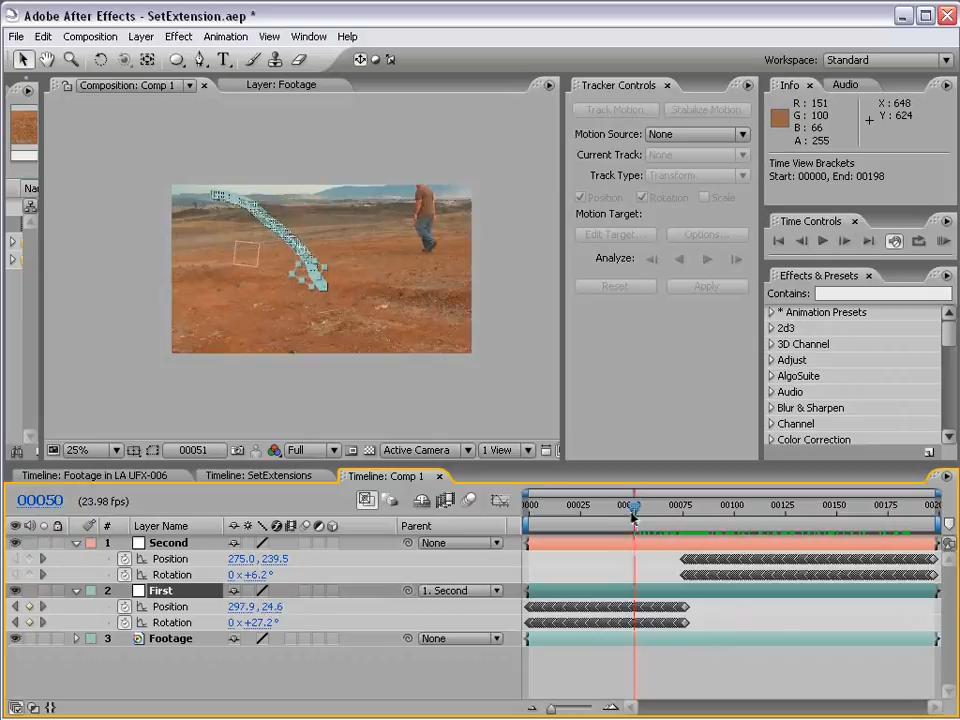 Adobe After Effects - SetExtension.aep *
File Edit Composition Layer Effect Animation View Window Help
Workspace: Standard
Composition: Comp 1 Layer: Footage
Tracker Controls
Info Audio
Track Motion Stabilize Motion
Motion Source: None
Current Track: None
Track Type: Transform
Position Rotation Scale
Motion Target:
Edit Target... Options...
Analyze:
Reset Apply
R: 151
G: 100
B: 66
A: 255
X: 648
Y: 624
Time View Brackets
Start: 00000, End: 00198
Time Controls
Effects & Presets
Contains:
* Animation Presets
2d3
3D Channel
Adjust
AlgoSuite
Audio
Blur & Sharpen
Channel
Color Correction
Nar
25% 00051 Full Active Camera 1 View
Timeline: Footage in LA UFX-006 Timeline: SetExtensions Timeline: Comp 1
00050 (23.98 fps)
0000 00025 00075 00100 00125 00150 00175 0020
# Layer Name Parent
1 Second None
Position 275.0, 239.5
Rotation 0 x +6.2°
2 First 1. Second
Position 297.9, 24.6
Rotation 0 x +27.2°
3 Footage None